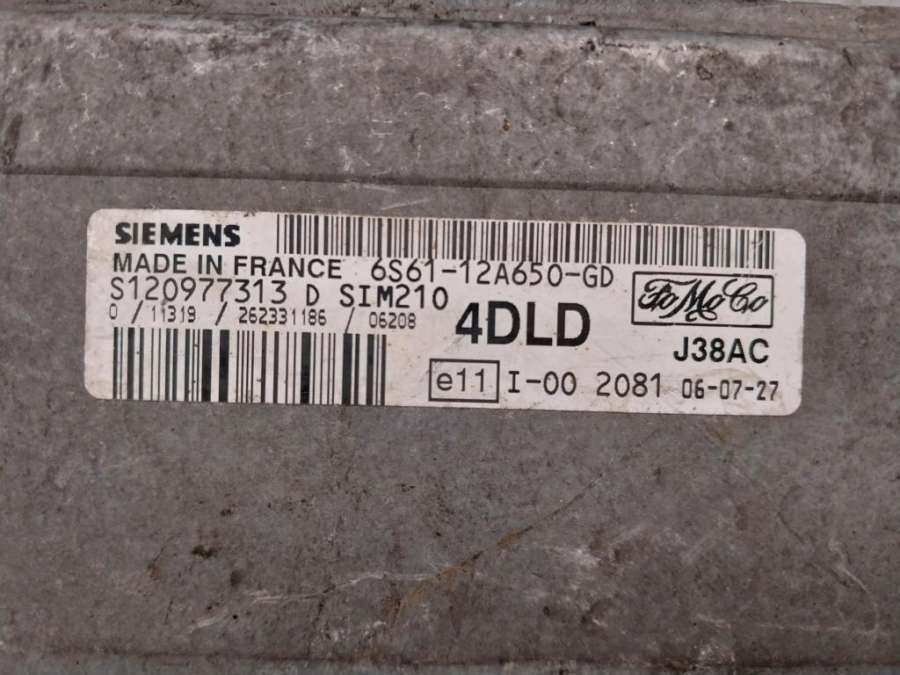 SIEMENS
MADE IN FRANCE 6S61-12A650-GD
S120977313 D SIM210
FoMoCo
0 / 11319 / 262331186 / 06208
4DLD
J38AC
e11 I-00 2081 06-07-27